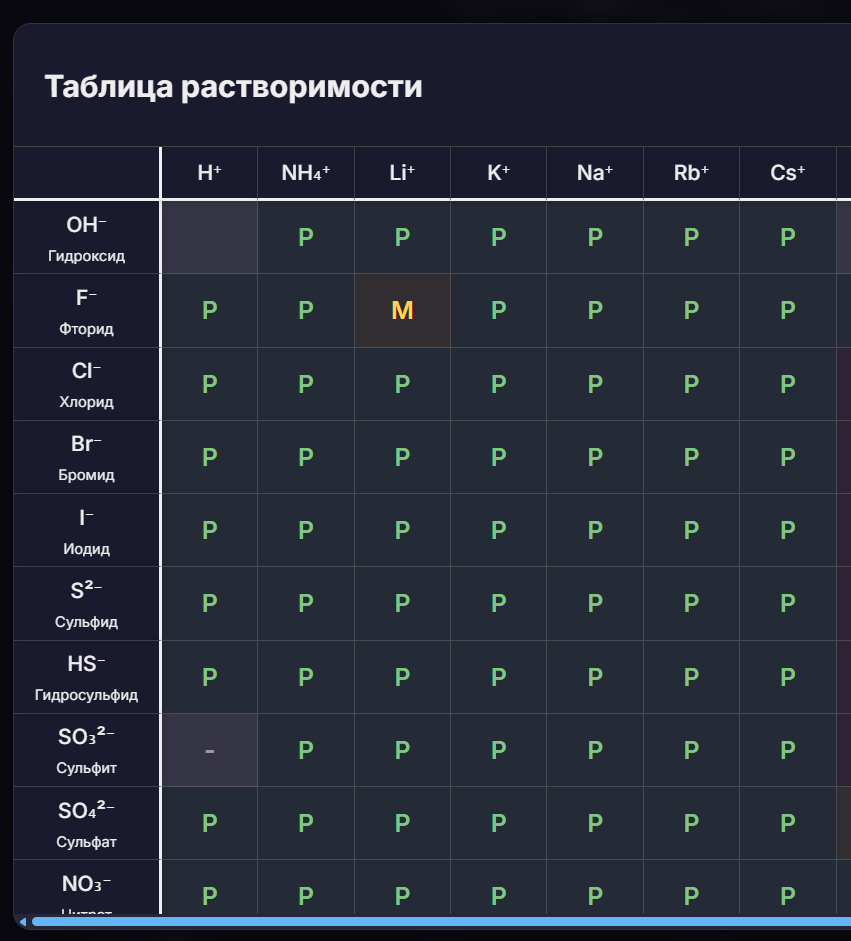 Таблица растворимости
H⁺ NH₄⁺ Li⁺ K⁺ Na⁺ Rb⁺ Cs⁺
OH⁻ P P P P P P
Гидроксид
F⁻ Р Р М Р Р Р Р
Фторид
Cl⁻ Р Р Р Р Р Р Р
Хлорид
Br⁻ Р Р Р Р Р Р Р
Бромид
I⁻ Р Р Р Р Р Р Р
Иодид
S²⁻ Р Р Р Р Р Р Р
Сульфид
HS⁻ Р Р Р Р Р Р Р
Гидросульфид
SO₃²⁻ - Р Р Р Р Р Р
Сульфит
SO₄²⁻ Р Р Р Р Р Р Р
Сульфат
NO₃⁻ Р Р Р Р Р Р Р